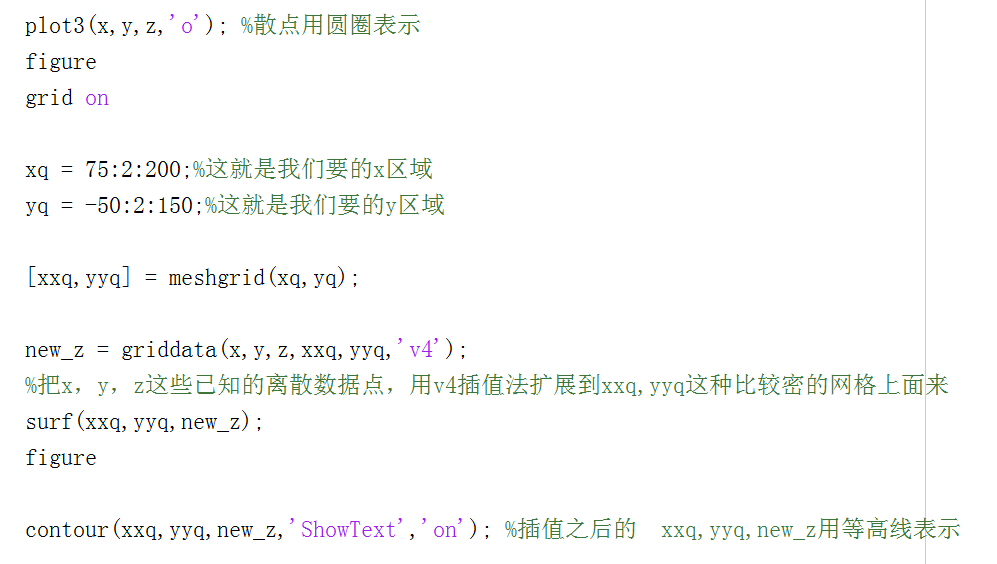 plot3(x,y,z,'o'); %散点用圆圈表示
figure
grid on
xq = 75:2:200;%这就是我们要的x区域
yq = -50:2:150;%这就是我们要的y区域
[xxq,yyq] = meshgrid(xq,yq);
new_z = griddata(x,y,z,xxq,yyq,'v4');
%把x，y，z这些已知的离散数据点，用v4插值法扩展到xxq,yyq这种比较密的网格上面来
surf(xxq,yyq,new_z);
figure
contour(xxq,yyq,new_z,'ShowText','on'); %插值之后的  xxq,yyq,new_z用等高线表示